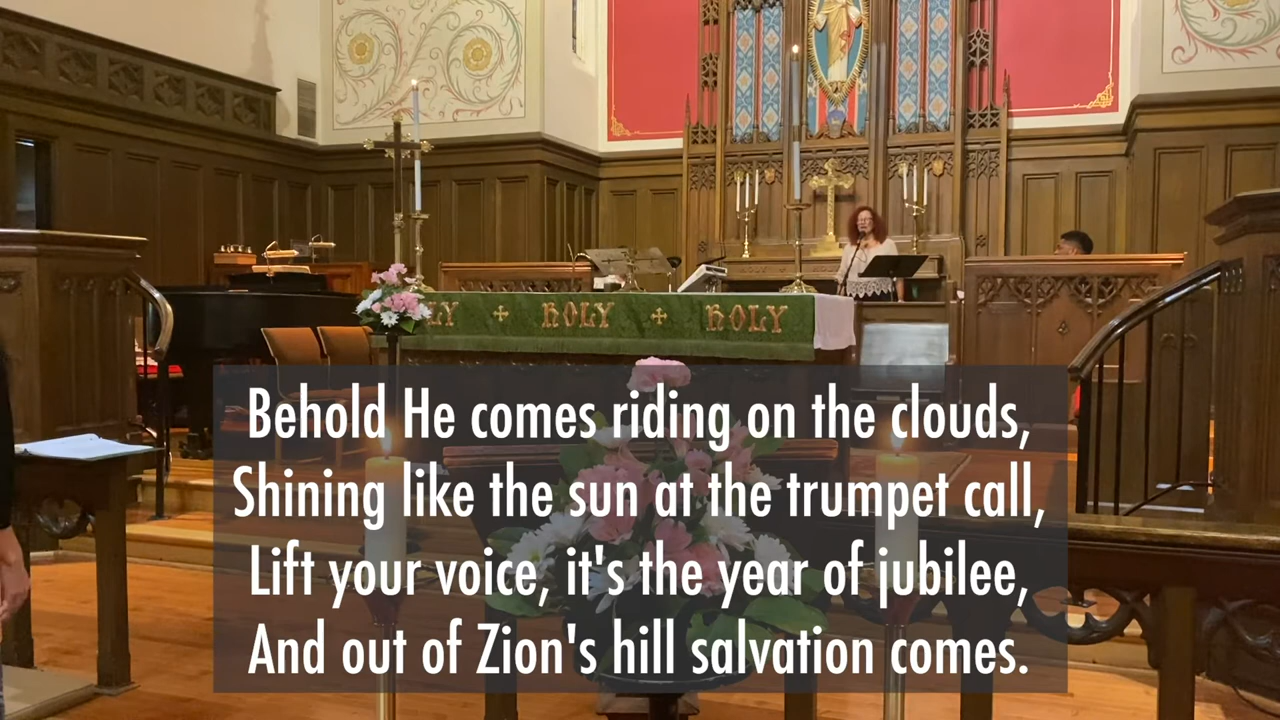 LY HOLY HOLY
Behold He comes riding on the clouds,
Shining like the sun at the trumpet call,
Lift your voice, it's the year of jubilee,
And out of Zion's hill salvation comes.